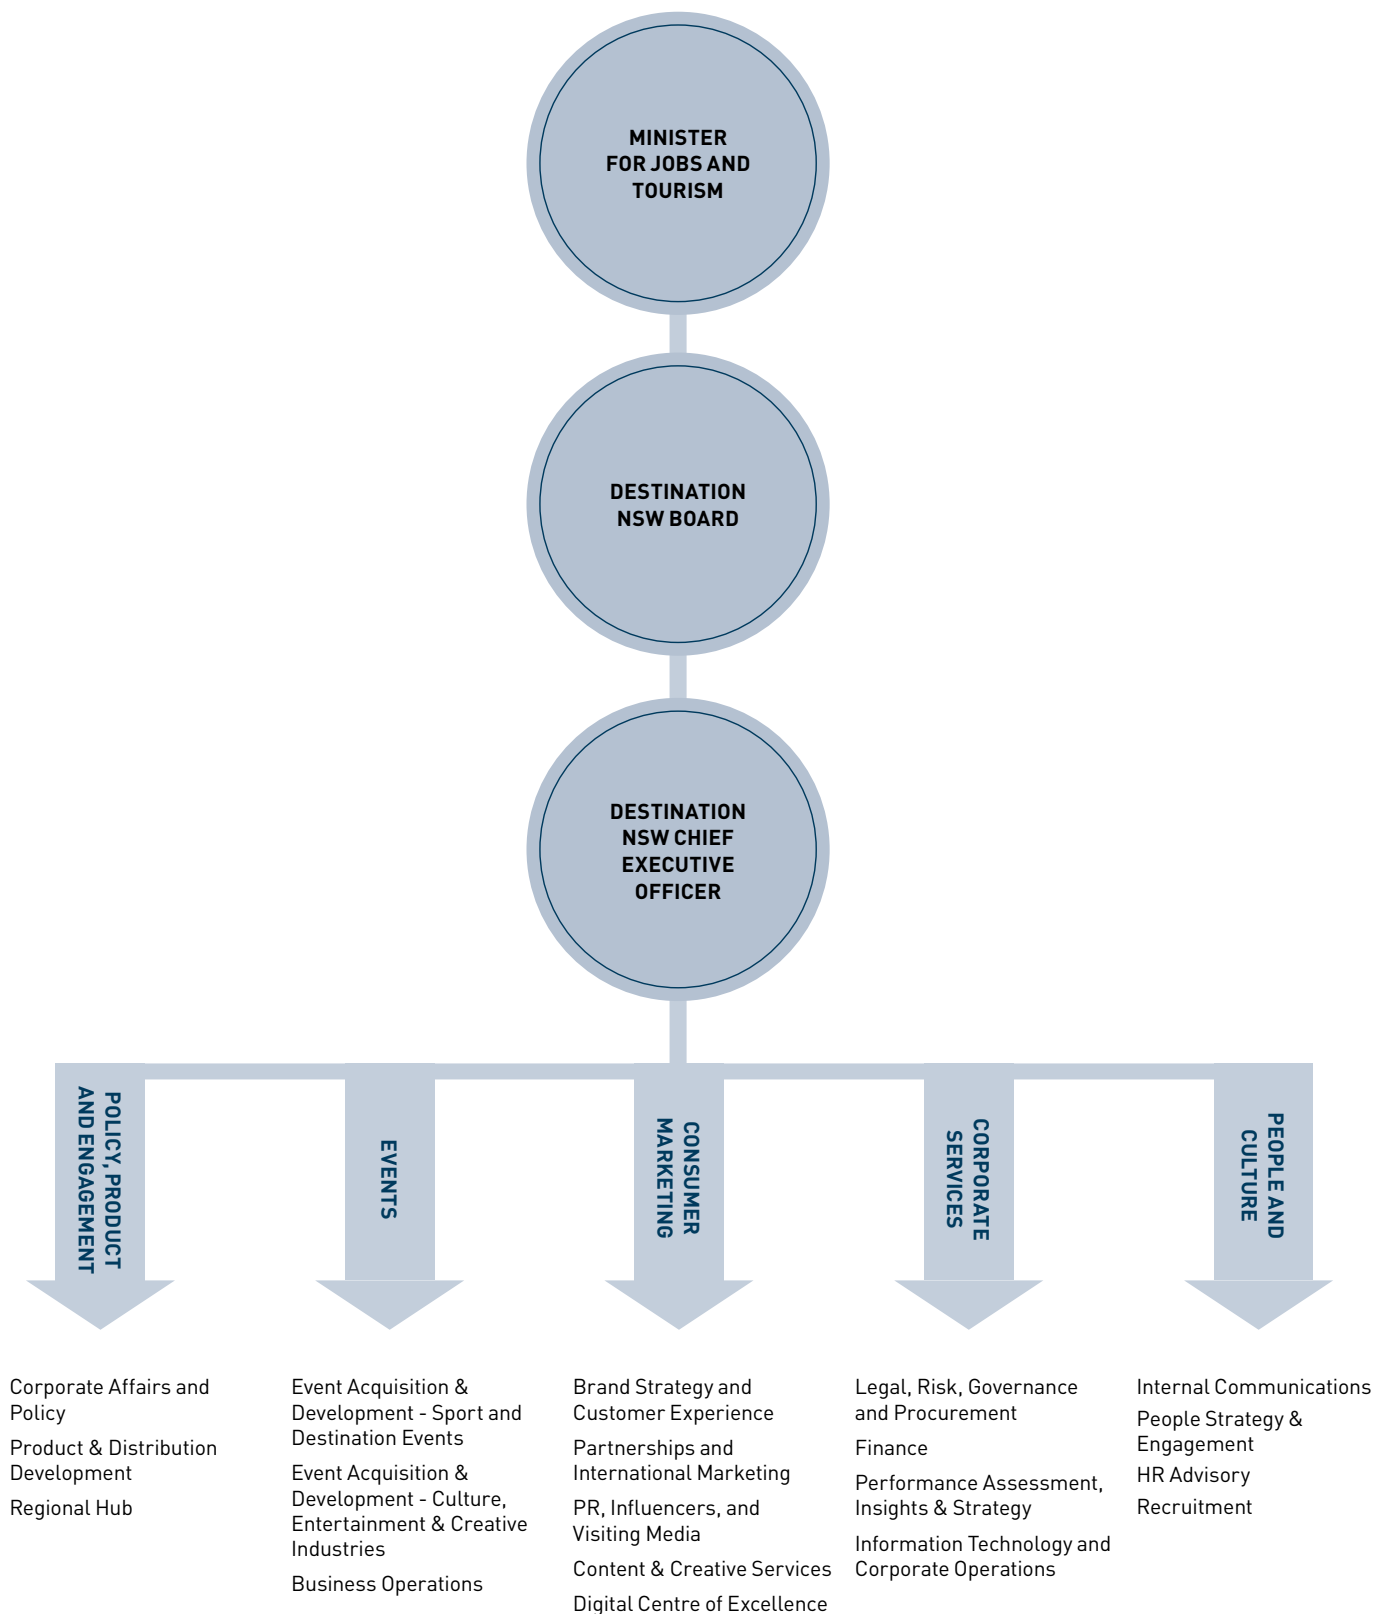 MINISTER
FOR JOBS AND
TOURISM
DESTINATION
NSW BOARD
DESTINATION
NSW CHIEF
EXECUTIVE
OFFICER
POLICY, PRODUCT
AND ENGAGEMENT
EVENTS
CONSUMER
MARKETING
CORPORATE
SERVICES
PEOPLE AND
CULTURE
Corporate Affairs and
Policy
Product & Distribution
Development
Regional Hub
Event Acquisition &
Development - Sport and
Destination Events
Event Acquisition &
Development - Culture,
Entertainment & Creative
Industries
Business Operations
Brand Strategy and
Customer Experience
Partnerships and
International Marketing
PR, Influencers, and
Visiting Media
Content & Creative Services
Digital Centre of Excellence
Legal, Risk, Governance
and Procurement
Finance
Performance Assessment,
Insights & Strategy
Information Technology and
Corporate Operations
Internal Communications
People Strategy &
Engagement
HR Advisory
Recruitment